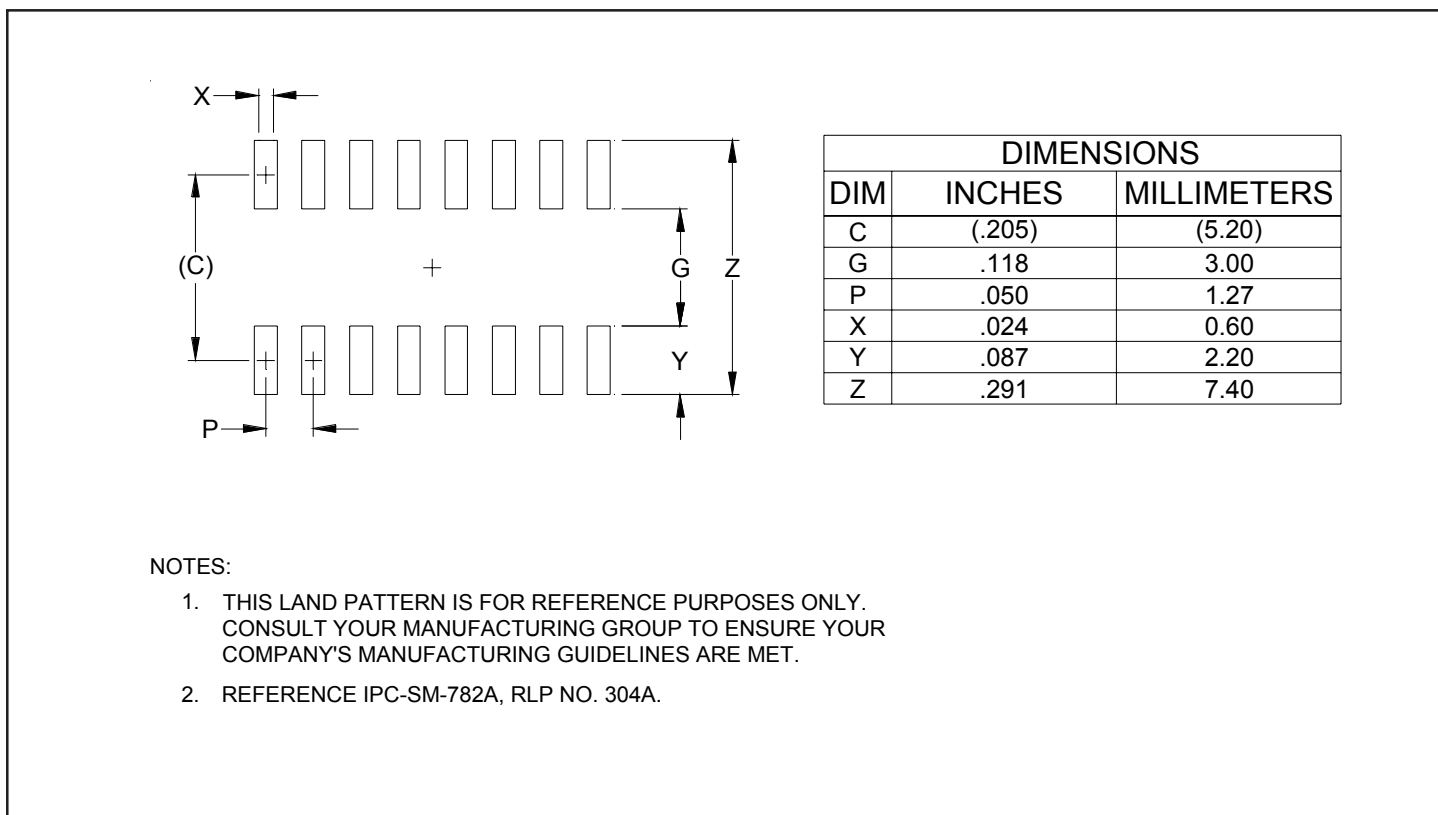 X
(C)
G
Z
Y
P
DIMENSIONS
DIM INCHES MILLIMETERS
C (.205) (5.20)
G .118 3.00
P .050 1.27
X .024 0.60
Y .087 2.20
Z .291 7.40
NOTES:
1. THIS LAND PATTERN IS FOR REFERENCE PURPOSES ONLY.
CONSULT YOUR MANUFACTURING GROUP TO ENSURE YOUR
COMPANY'S MANUFACTURING GUIDELINES ARE MET.
2. REFERENCE IPC-SM-782A, RLP NO. 304A.